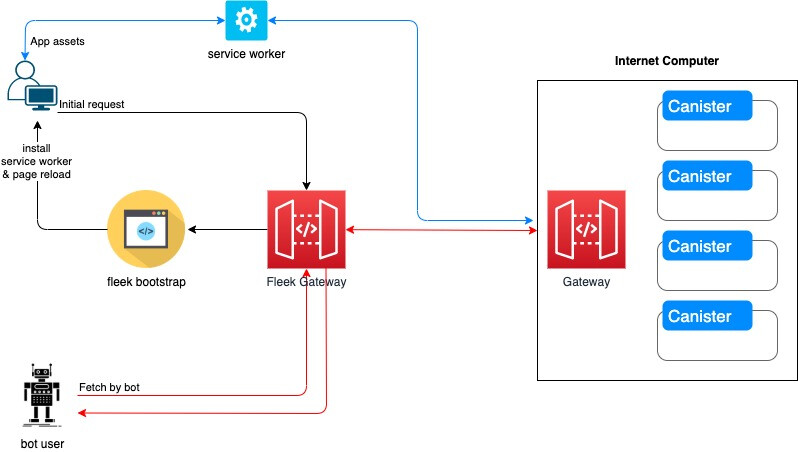 App assets
service worker
Internet Computer
Initial request
Canister
install
service worker
& page reload
Canister
</>
</>
</>
Canister
fleek bootstrap
Fleek Gateway
Gateway
Canister
Fetch by bot
bot user